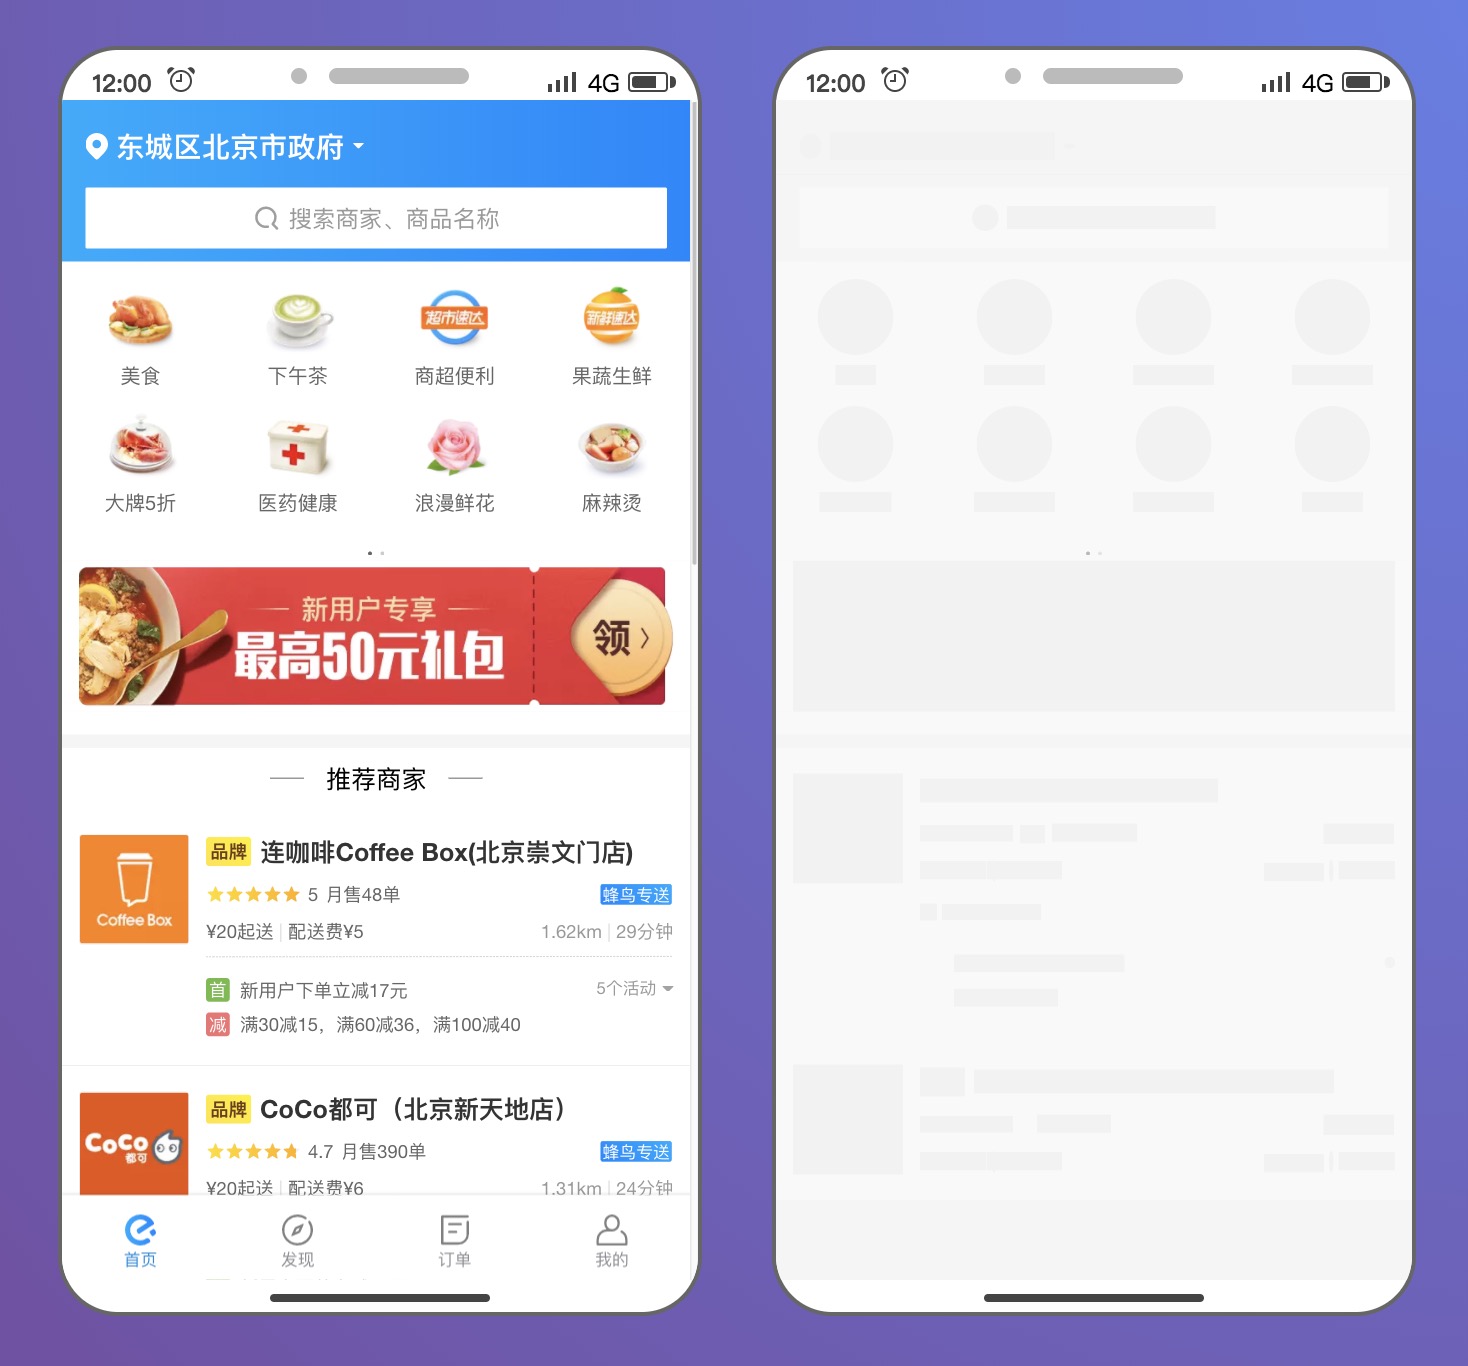 12:00 4G
东城区北京市政府
搜索商家、商品名称
超市速达 新鲜速达
美食 下午茶 商超便利 果蔬生鲜
大牌5折 医药健康 浪漫鲜花 麻辣烫
新用户专享
最高50元礼包
领
推荐商家
品牌 连咖啡Coffee Box(北京崇文门店)
5 月售48单 蜂鸟专送
Coffee Box
¥20起送 配送费¥5 1.62km 29分钟
首 新用户下单立减17元 5个活动
减 满30减15，满60减36，满100减40
品牌 CoCo都可（北京新天地店）
CoCo
都可
4.7 月售390单 蜂鸟专送
¥20起送 配送费¥6 1.31km 24分钟
首页 发现 订单 我的
12:00 4G